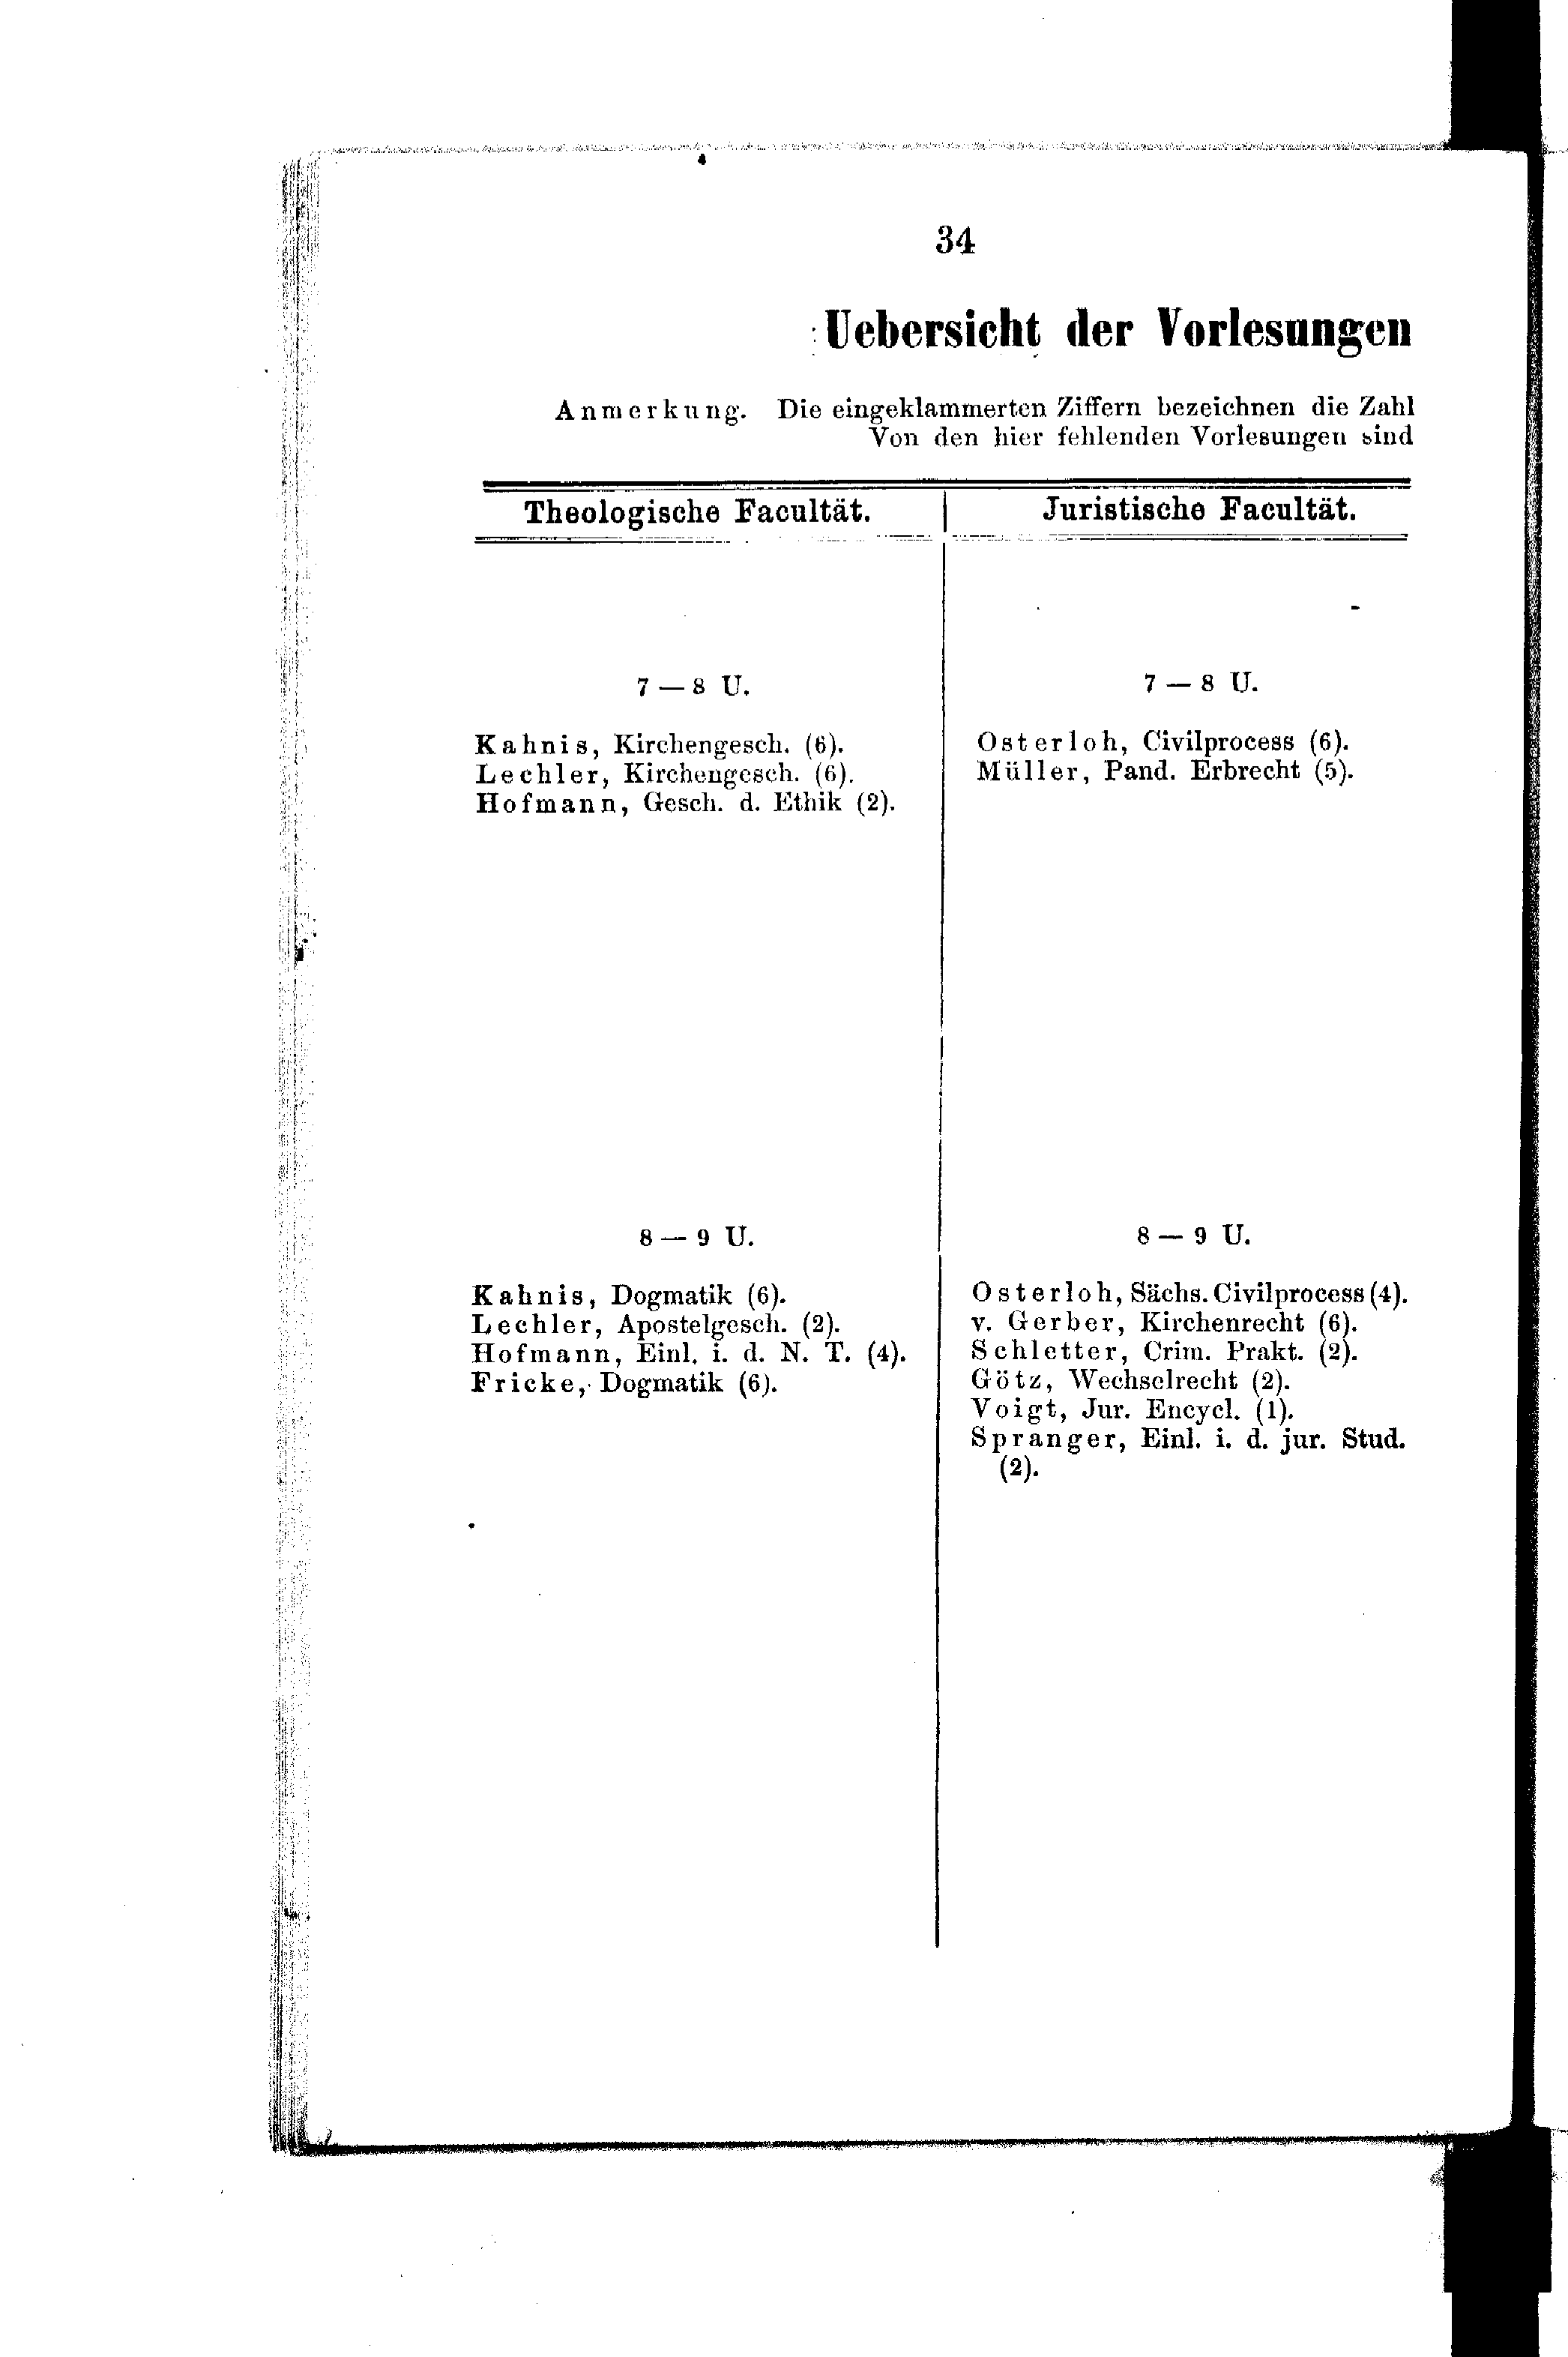 34
Uebersicht der Vorlesungen
Anmerkung. Die eingeklammerten Ziffern bezeichnen die Zahl
Von den hier fehlenden Vorlesungen sind
Theologische Facultät.
7 — 8 U.
Kahnis, Kirchengesch. (6).
Lechler, Kirchengesch. (6).
Hofmann, Gesch. d. Ethik (2).
8 — 9 U.
Kahnis, Dogmatik (6).
Lechler, Apostelgesch. (2).
Hofmann, Einl. i. d. N. T. (4).
Fricke, Dogmatik (6).
Juristische Facultät.
7 — 8 U.
Osterloh, Civilprocess (6).
Müller, Pand. Erbrecht (5).
8 — 9 U.
Osterloh, Sächs. Civilprocess (4).
v. Gerber, Kirchenrecht (6).
Schletter, Crim. Prakt. (2).
Götz, Wechselrecht (2).
Voigt, Jur. Encycl. (1).
Spranger, Einl. i. d. jur. Stud.
(2).